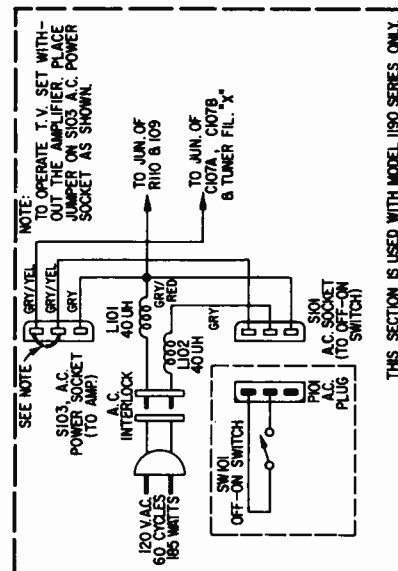 NOTE:
TO OPERATE T.V. SET WITH-
OUT THE AMPLIFIER. PLACE
JUMPER ON S103 A.C. POWER
SOCKET AS SHOWN.
GRY/YEL
GRY/YEL
GRY
SEE NOTE
S103, A.C.
POWER SOCKET
(TO AMP.)
TO JUN. OF
R110 & 109
TO JUN. OF
C107A, C107B
& TUNER FIL. "X"
L101
40 UH
GRY/
RED
L102
40 UH
GRY
A.C.
INTERLOCK
120 V.A.C.
60 CYCLES
185 WATTS
S101
A.C. SOCKET
(TO OFF-ON
SWITCH)
SW101
OFF-ON SWITCH
P101
A.C.
PLUG
THIS SECTION IS USED WITH MODEL 1190 SERIES ONLY.